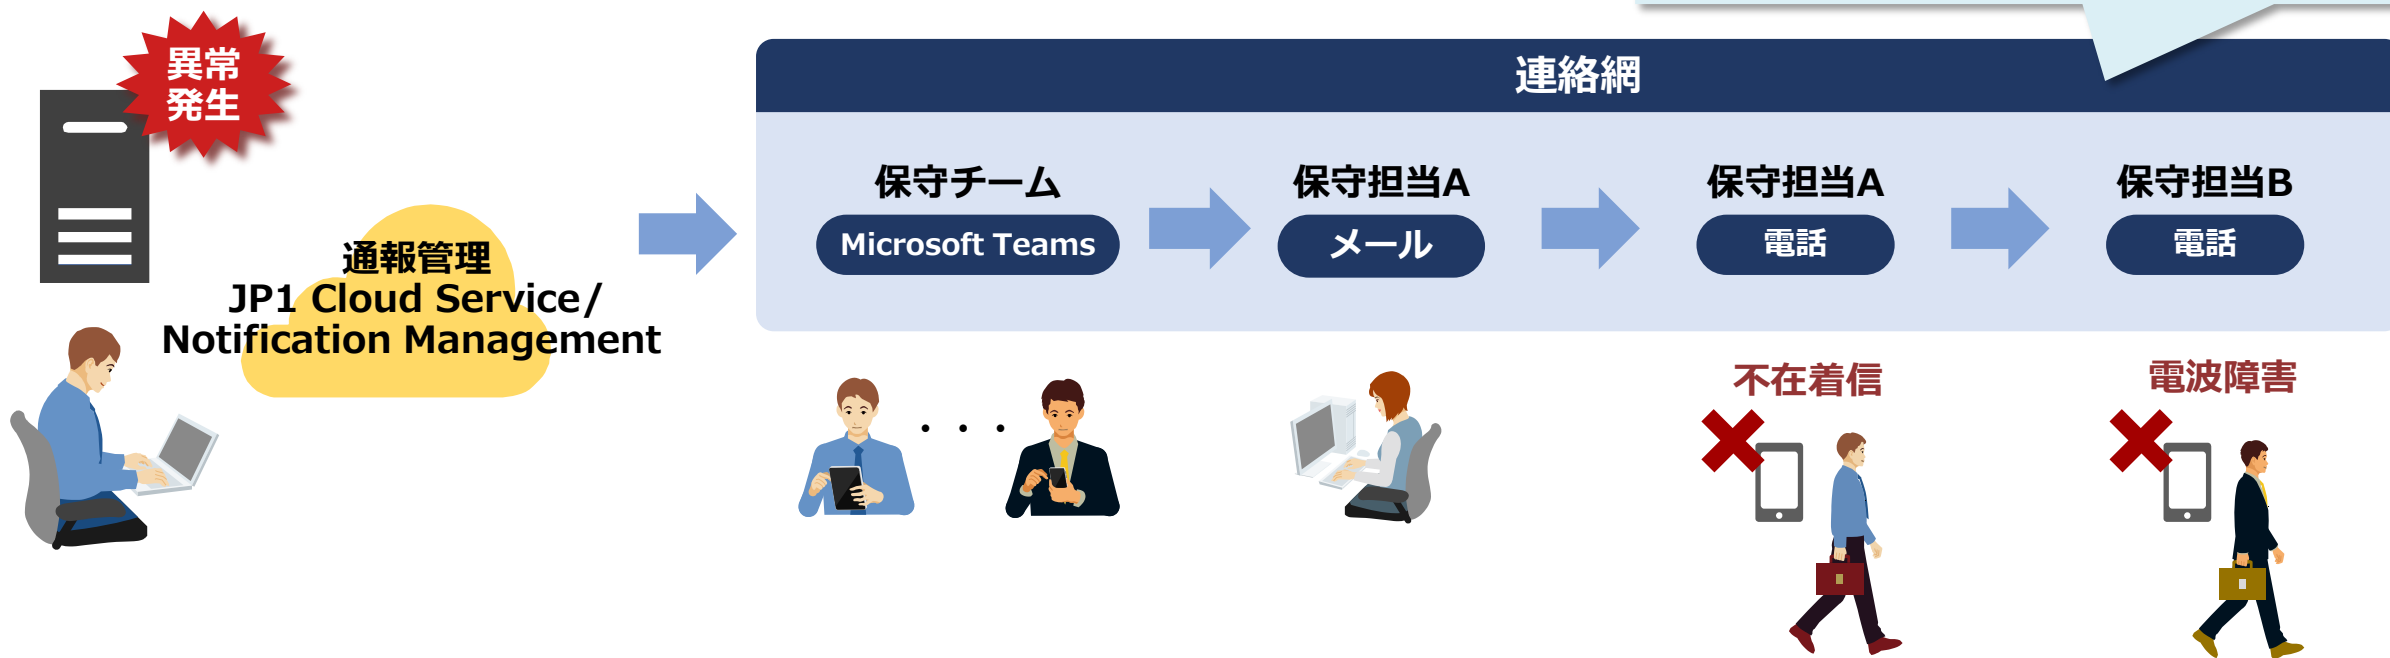 異常
発生
通報管理
JP1 Cloud Service/
Notification Management
連絡網
保守チーム
Microsoft Teams
保守担当A
メール
保守担当A
電話
保守担当B
電話
・・・
不在着信
電波障害